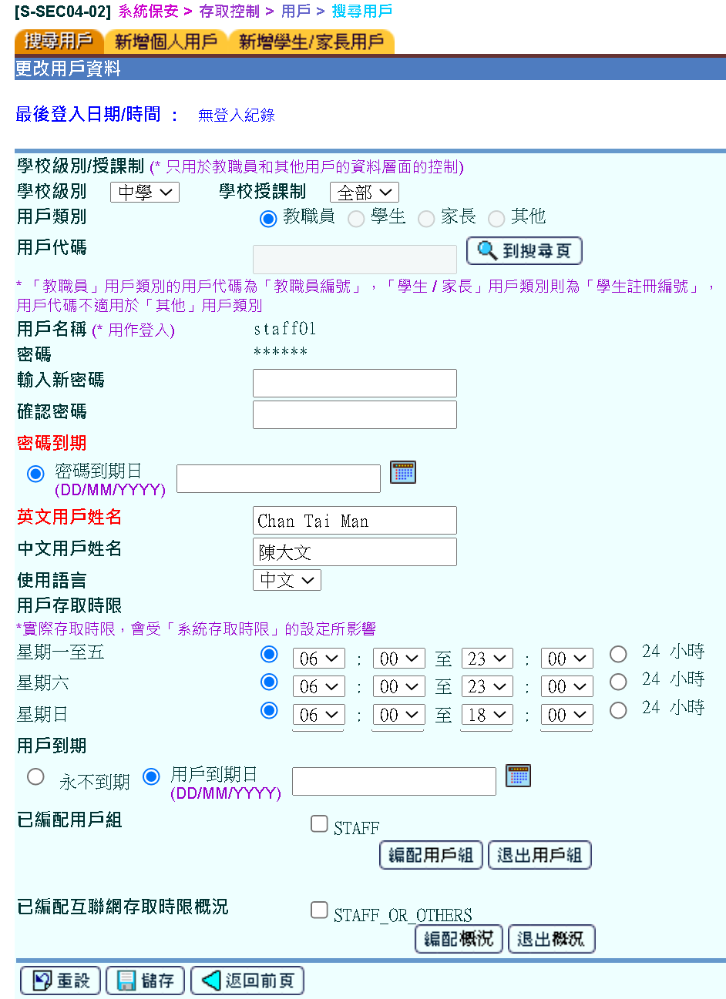 [S-SEC04-02] 系統保安 > 存取控制 > 用戶 > 搜尋用戶
搜尋用戶 新增個人用戶 新增學生/家長用戶
更改用戶資料
最後登入日期/時間 : 無登入紀錄
學校級別/授課制 (* 只用於教職員和其他用戶的資料層面的控制)
學校級別 中學 學校授課制 全部
用戶類別 教職員 學生 家長 其他
用戶代碼 到搜尋頁
* 「教職員」用戶類別的用戶代碼為「教職員編號」，「學生 / 家長」用戶類別則為「學生註冊編號」，
用戶代碼不適用於「其他」用戶類別
用戶名稱 (* 用作登入) staff01
密碼 ******
輸入新密碼
確認密碼
密碼到期
密碼到期日
(DD/MM/YYYY)
英文用戶姓名 Chan Tai Man
中文用戶姓名 陳大文
使用語言 中文
用戶存取時限
*實際存取時限，會受「系統存取時限」的設定所影響
星期一至五 06 : 00 至 23 : 00 24 小時
星期六 06 : 00 至 23 : 00 24 小時
星期日 06 : 00 至 18 : 00 24 小時
用戶到期
永不到期 用戶到期日
(DD/MM/YYYY)
已編配用戶組 STAFF
編配用戶組 退出用戶組
已編配互聯網存取時限概況 STAFF_OR_OTHERS
編配概況 退出概況
重設 儲存 返回前頁